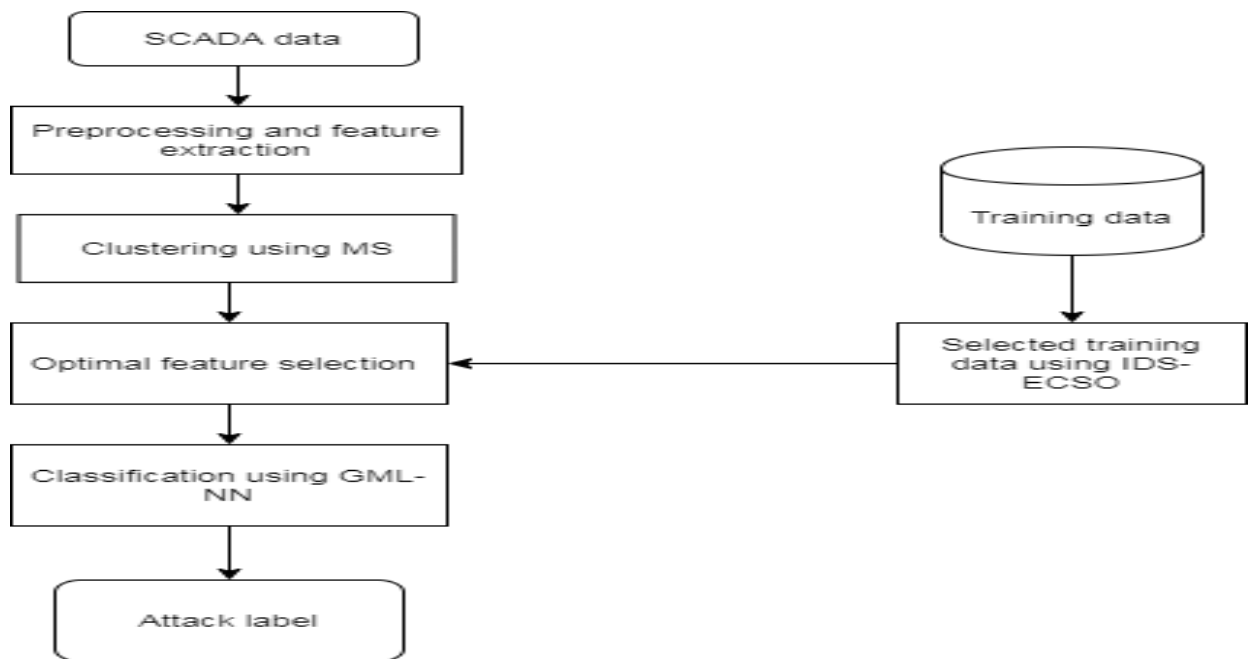 SCADA data
Preprocessing and feature
extraction
Clustering using MS
Training data
Optimal feature selection
Selected training
data using IDS-
ECSO
Classification using GML-
NN
Attack label